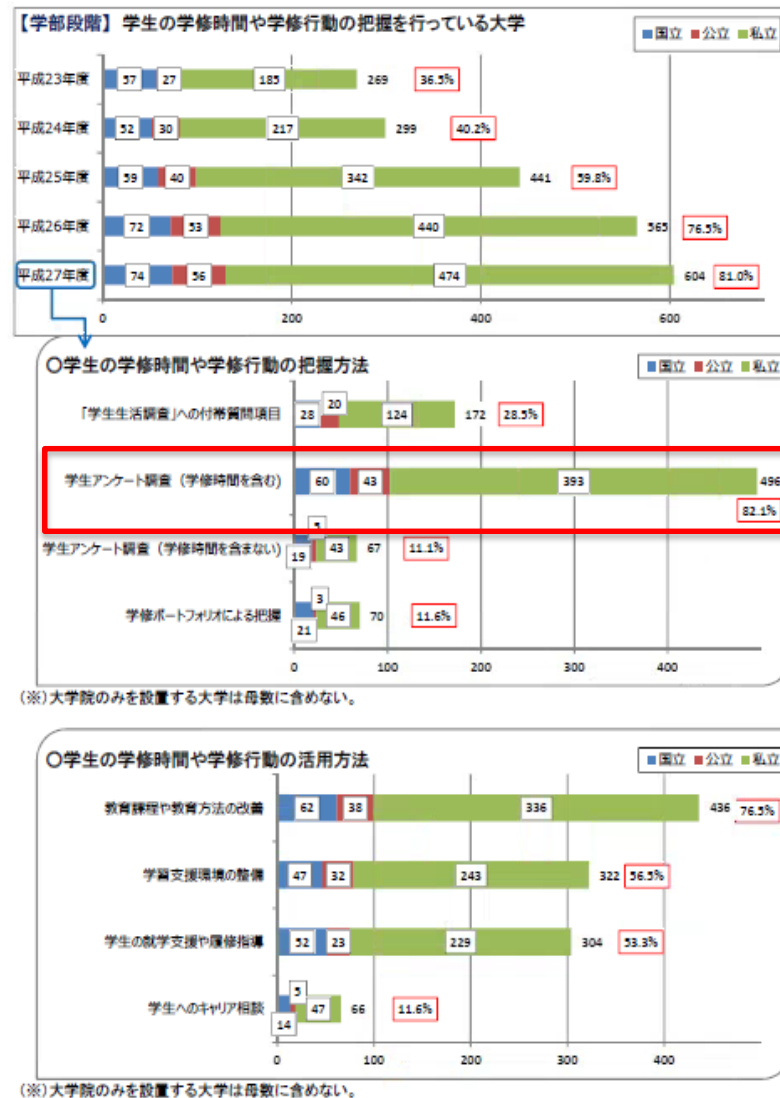 【学部段階】 学生の学修時間や学修行動の把握を行っている大学
■国立 ■公立 ■私立
平成23年度 57 27 185 269 36.5%
平成24年度 52 30 217 299 40.2%
平成25年度 59 40 342 441 59.8%
平成26年度 72 53 440 565 76.5%
平成27年度 74 56 474 604 81.0%
0 200 400 600
〇学生の学修時間や学修行動の把握方法
■国立 ■公立 ■私立
「学生生活調査」への付帯質問項目 28 20 124 172 28.5%
学生アンケート調査（学修時間を含む） 60 43 393 496
82.1%
学生アンケート調査（学修時間を含まない） 19 5 43 67 11.1%
学修ポートフォリオによる把握 21 3 46 70 11.6%
0 100 200 300 400
(※)大学院のみを設置する大学は母数に含めない。
〇学生の学修時間や学修行動の活用方法
■国立 ■公立 ■私立
教育課程や教育方法の改善 62 38 336 436 76.5%
学習支援環境の整備 47 32 243 322 56.5%
学生の就学支援や履修指導 52 23 229 304 53.3%
学生へのキャリア相談 14 5 47 66 11.6%
0 100 200 300 400
(※)大学院のみを設置する大学は母数に含めない。